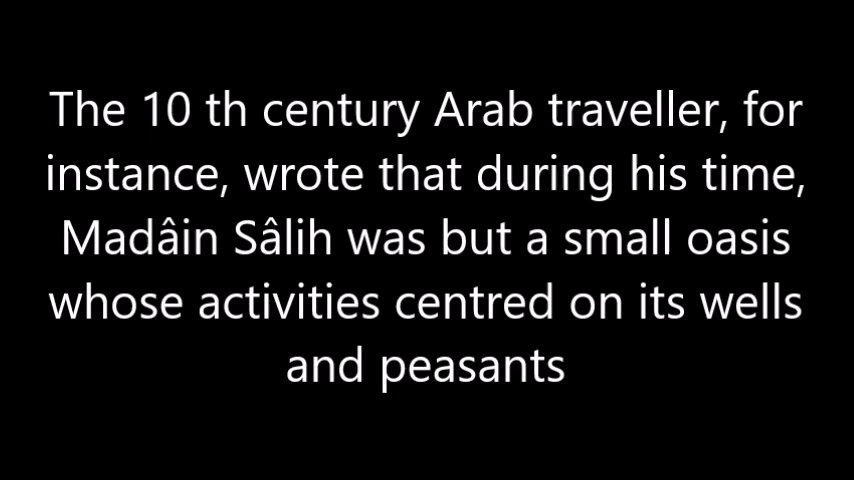 The 10 th century Arab traveller, for
instance, wrote that during his time,
Madâin Sâlih was but a small oasis
whose activities centred on its wells
and peasants